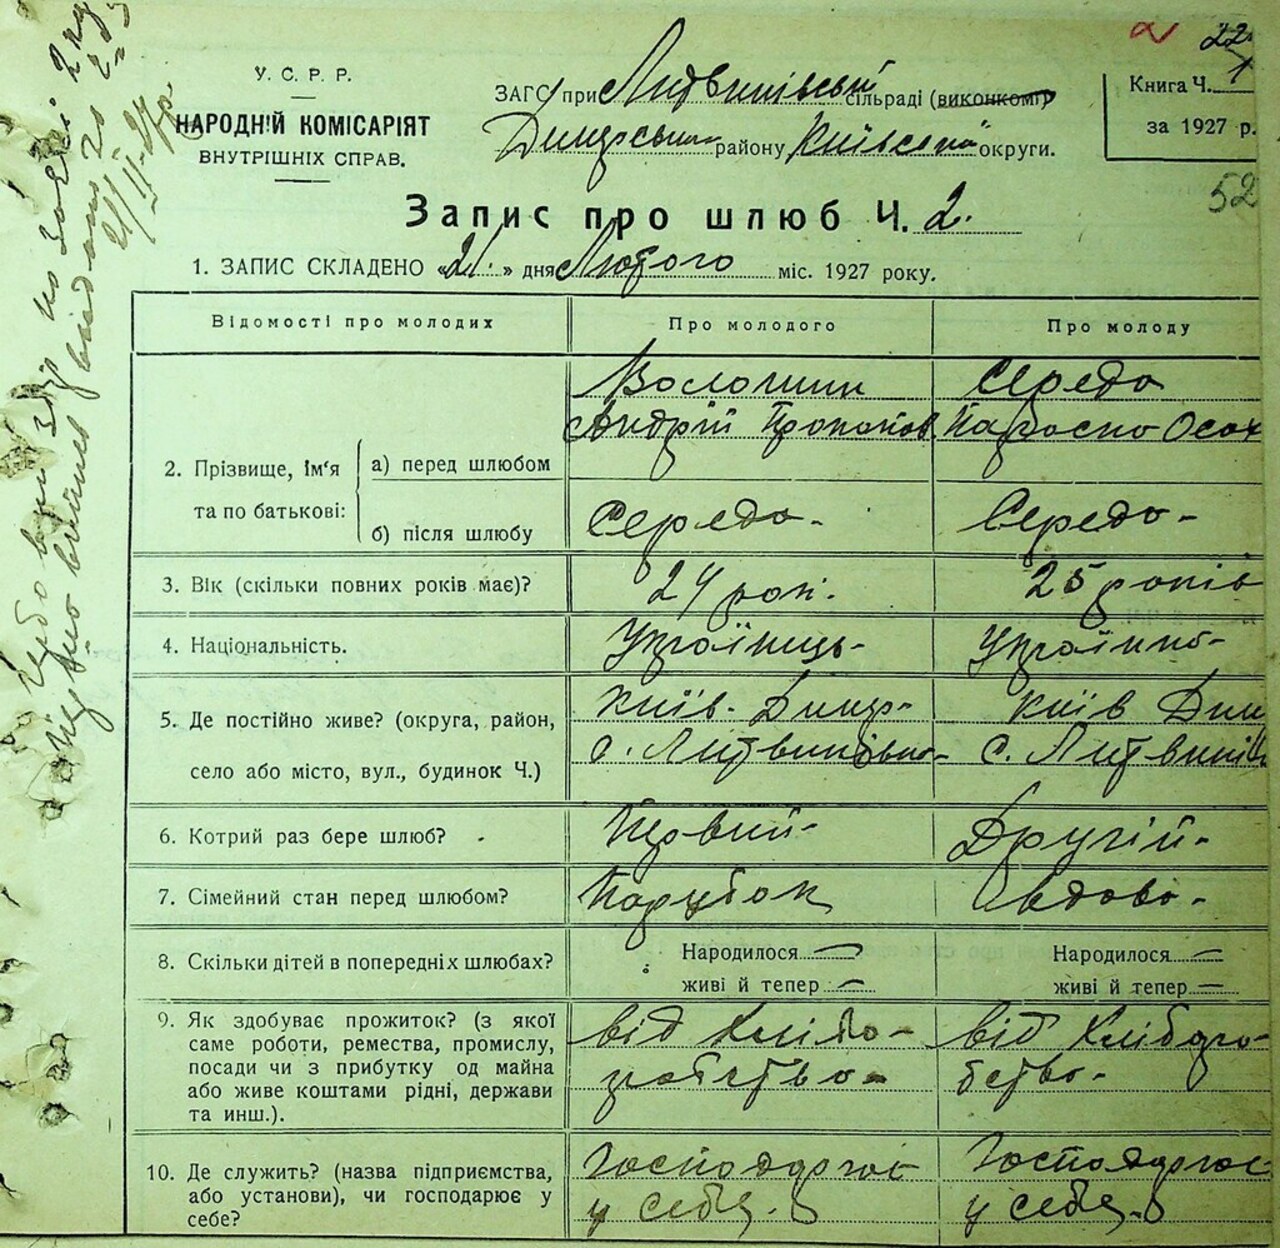 22
У. С. Р. Р.
НАРОДНІЙ КОМІСАРІЯТ
ВНУТРІШНІХ СПРАВ.
ЗАГС при Литвинівській сільраді (виконкомі)
Димерського району Київської округи.
Книга Ч. 1
за 1927 р.
52
Запис про шлюб Ч. 2.
1. ЗАПИС СКЛАДЕНО «21» дня Лютого міс. 1927 року.
Відомості про молодих Про молодого Про молоду
Волошин Середа
Андрій Прокопов Параска Осах
2. Прізвище, ім'я та по батькові:
а) перед шлюбом
б) після шлюбу Середа- Середа-
3. Вік (скільки повних років має)? 24 рок. 25 років
4. Національність. Українець- Українка-
5. Де постійно живе? (округа, район, Київ. Димер- Київ Дим
село або місто, вул., будинок Ч.) с. Литвинівка- с. Литвинів
6. Котрий раз бере шлюб? Первий- Другій-
7. Сімейний стан перед шлюбом? Парубок Вдова-
8. Скільки дітей в попередніх шлюбах? Народилося — Народилося —
живі й тепер — живі й тепер —
9. Як здобуває прожиток? (з якої
саме роботи, ремества, промислу,
посади чи з прибутку од майна
або живе коштами рідні, держави
та инш.).
від Хлібо- від Хлібороб-
робства- бства-
10. Де служить? (назва підприємства,
або установи), чи господарює у
себе?
Господарює Господарює
у себе. у себе.